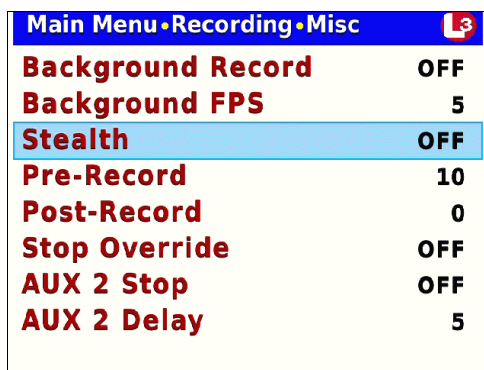 Main Menu•Recording•Misc L3
Background Record OFF
Background FPS 5
Stealth OFF
Pre-Record 10
Post-Record 0
Stop Override OFF
AUX 2 Stop OFF
AUX 2 Delay 5